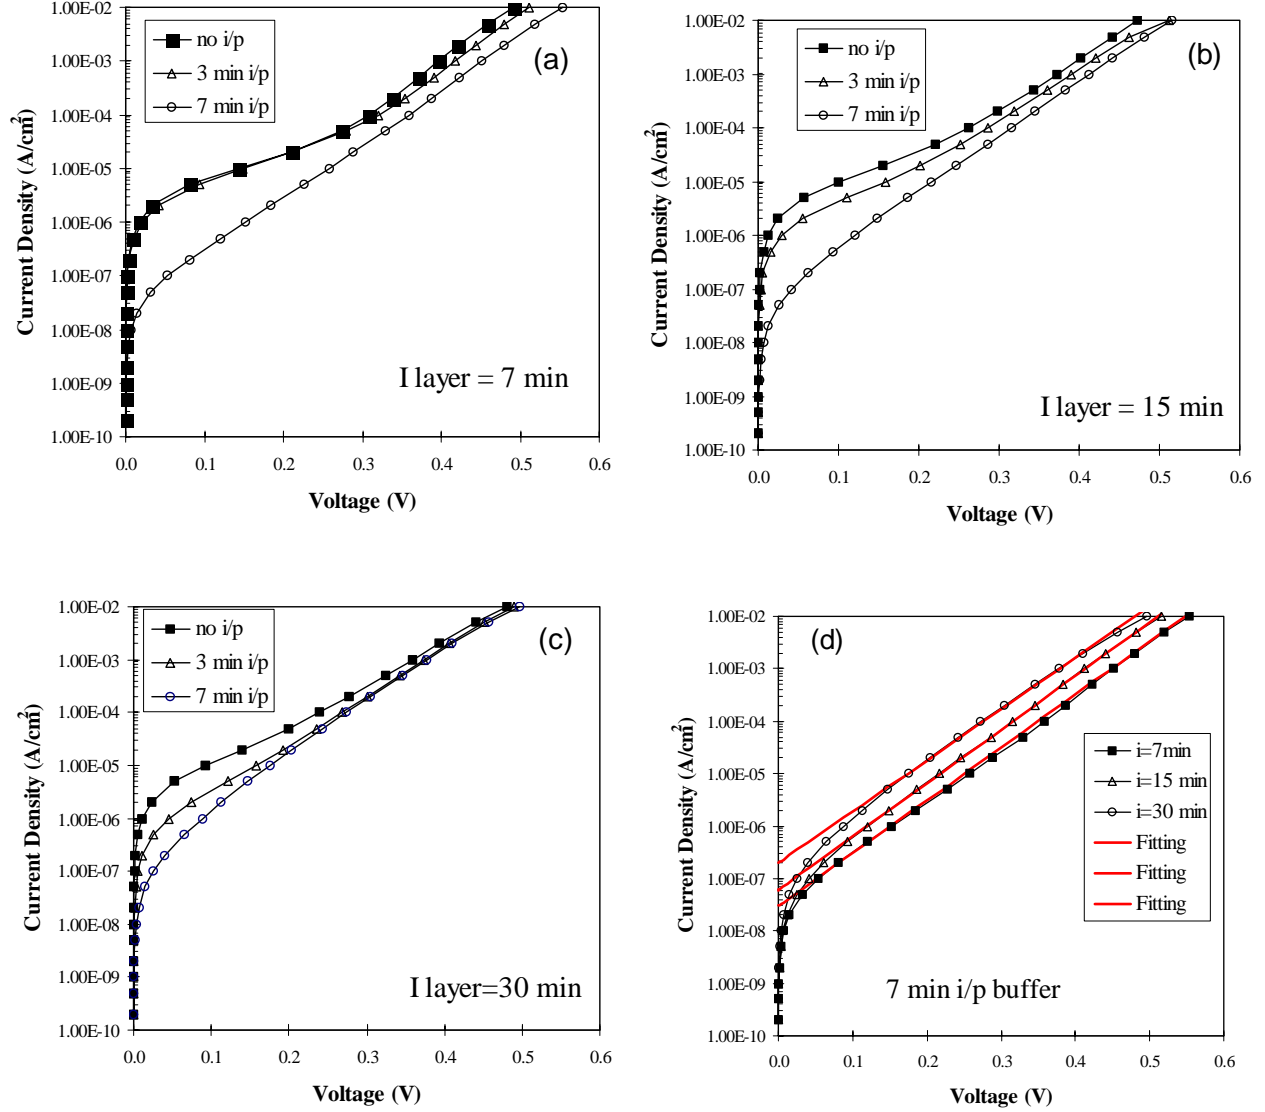 1.00E-02
1.00E-03
1.00E-04
1.00E-05
1.00E-06
1.00E-07
1.00E-08
1.00E-09
1.00E-10
Current Density (A/cm²)
no i/p
3 min i/p
7 min i/p
(a)
I layer = 7 min
0.0 0.1 0.2 0.3 0.4 0.5 0.6
Voltage (V)
1.00E-02
1.00E-03
1.00E-04
1.00E-05
1.00E-06
1.00E-07
1.00E-08
1.00E-09
1.00E-10
Current Density (A/cm²)
no i/p
3 min i/p
7 min i/p
(b)
I layer = 15 min
0.0 0.1 0.2 0.3 0.4 0.5 0.6
Voltage (V)
1.00E-02
1.00E-03
1.00E-04
1.00E-05
1.00E-06
1.00E-07
1.00E-08
1.00E-09
1.00E-10
Current Density (A/cm²)
no i/p
3 min i/p
7 min i/p
(c)
I layer=30 min
0.0 0.1 0.2 0.3 0.4 0.5 0.6
Voltage (V)
1.00E-02
1.00E-03
1.00E-04
1.00E-05
1.00E-06
1.00E-07
1.00E-08
1.00E-09
1.00E-10
Current Density (A/cm²)
(d)
i=7min
i=15 min
i=30 min
Fitting
Fitting
Fitting
7 min i/p buffer
0.0 0.1 0.2 0.3 0.4 0.5 0.6
Voltage (V)